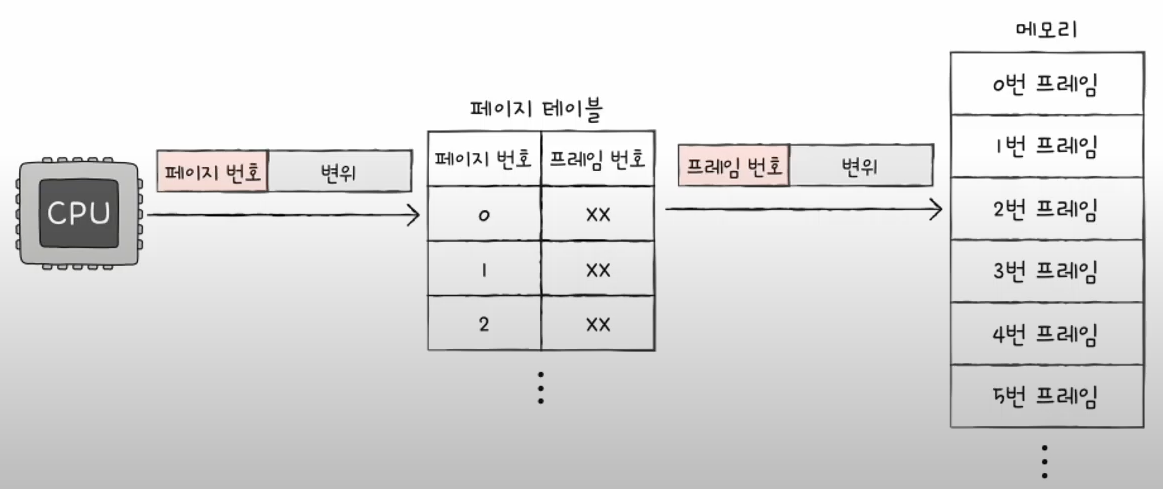 메모리
0번 프레임
1번 프레임
2번 프레임
3번 프레임
4번 프레임
5번 프레임
페이지 테이블
페이지 번호 프레임 번호
0 XX
1 XX
2 XX
페이지 번호 변위
프레임 번호 변위
CPU